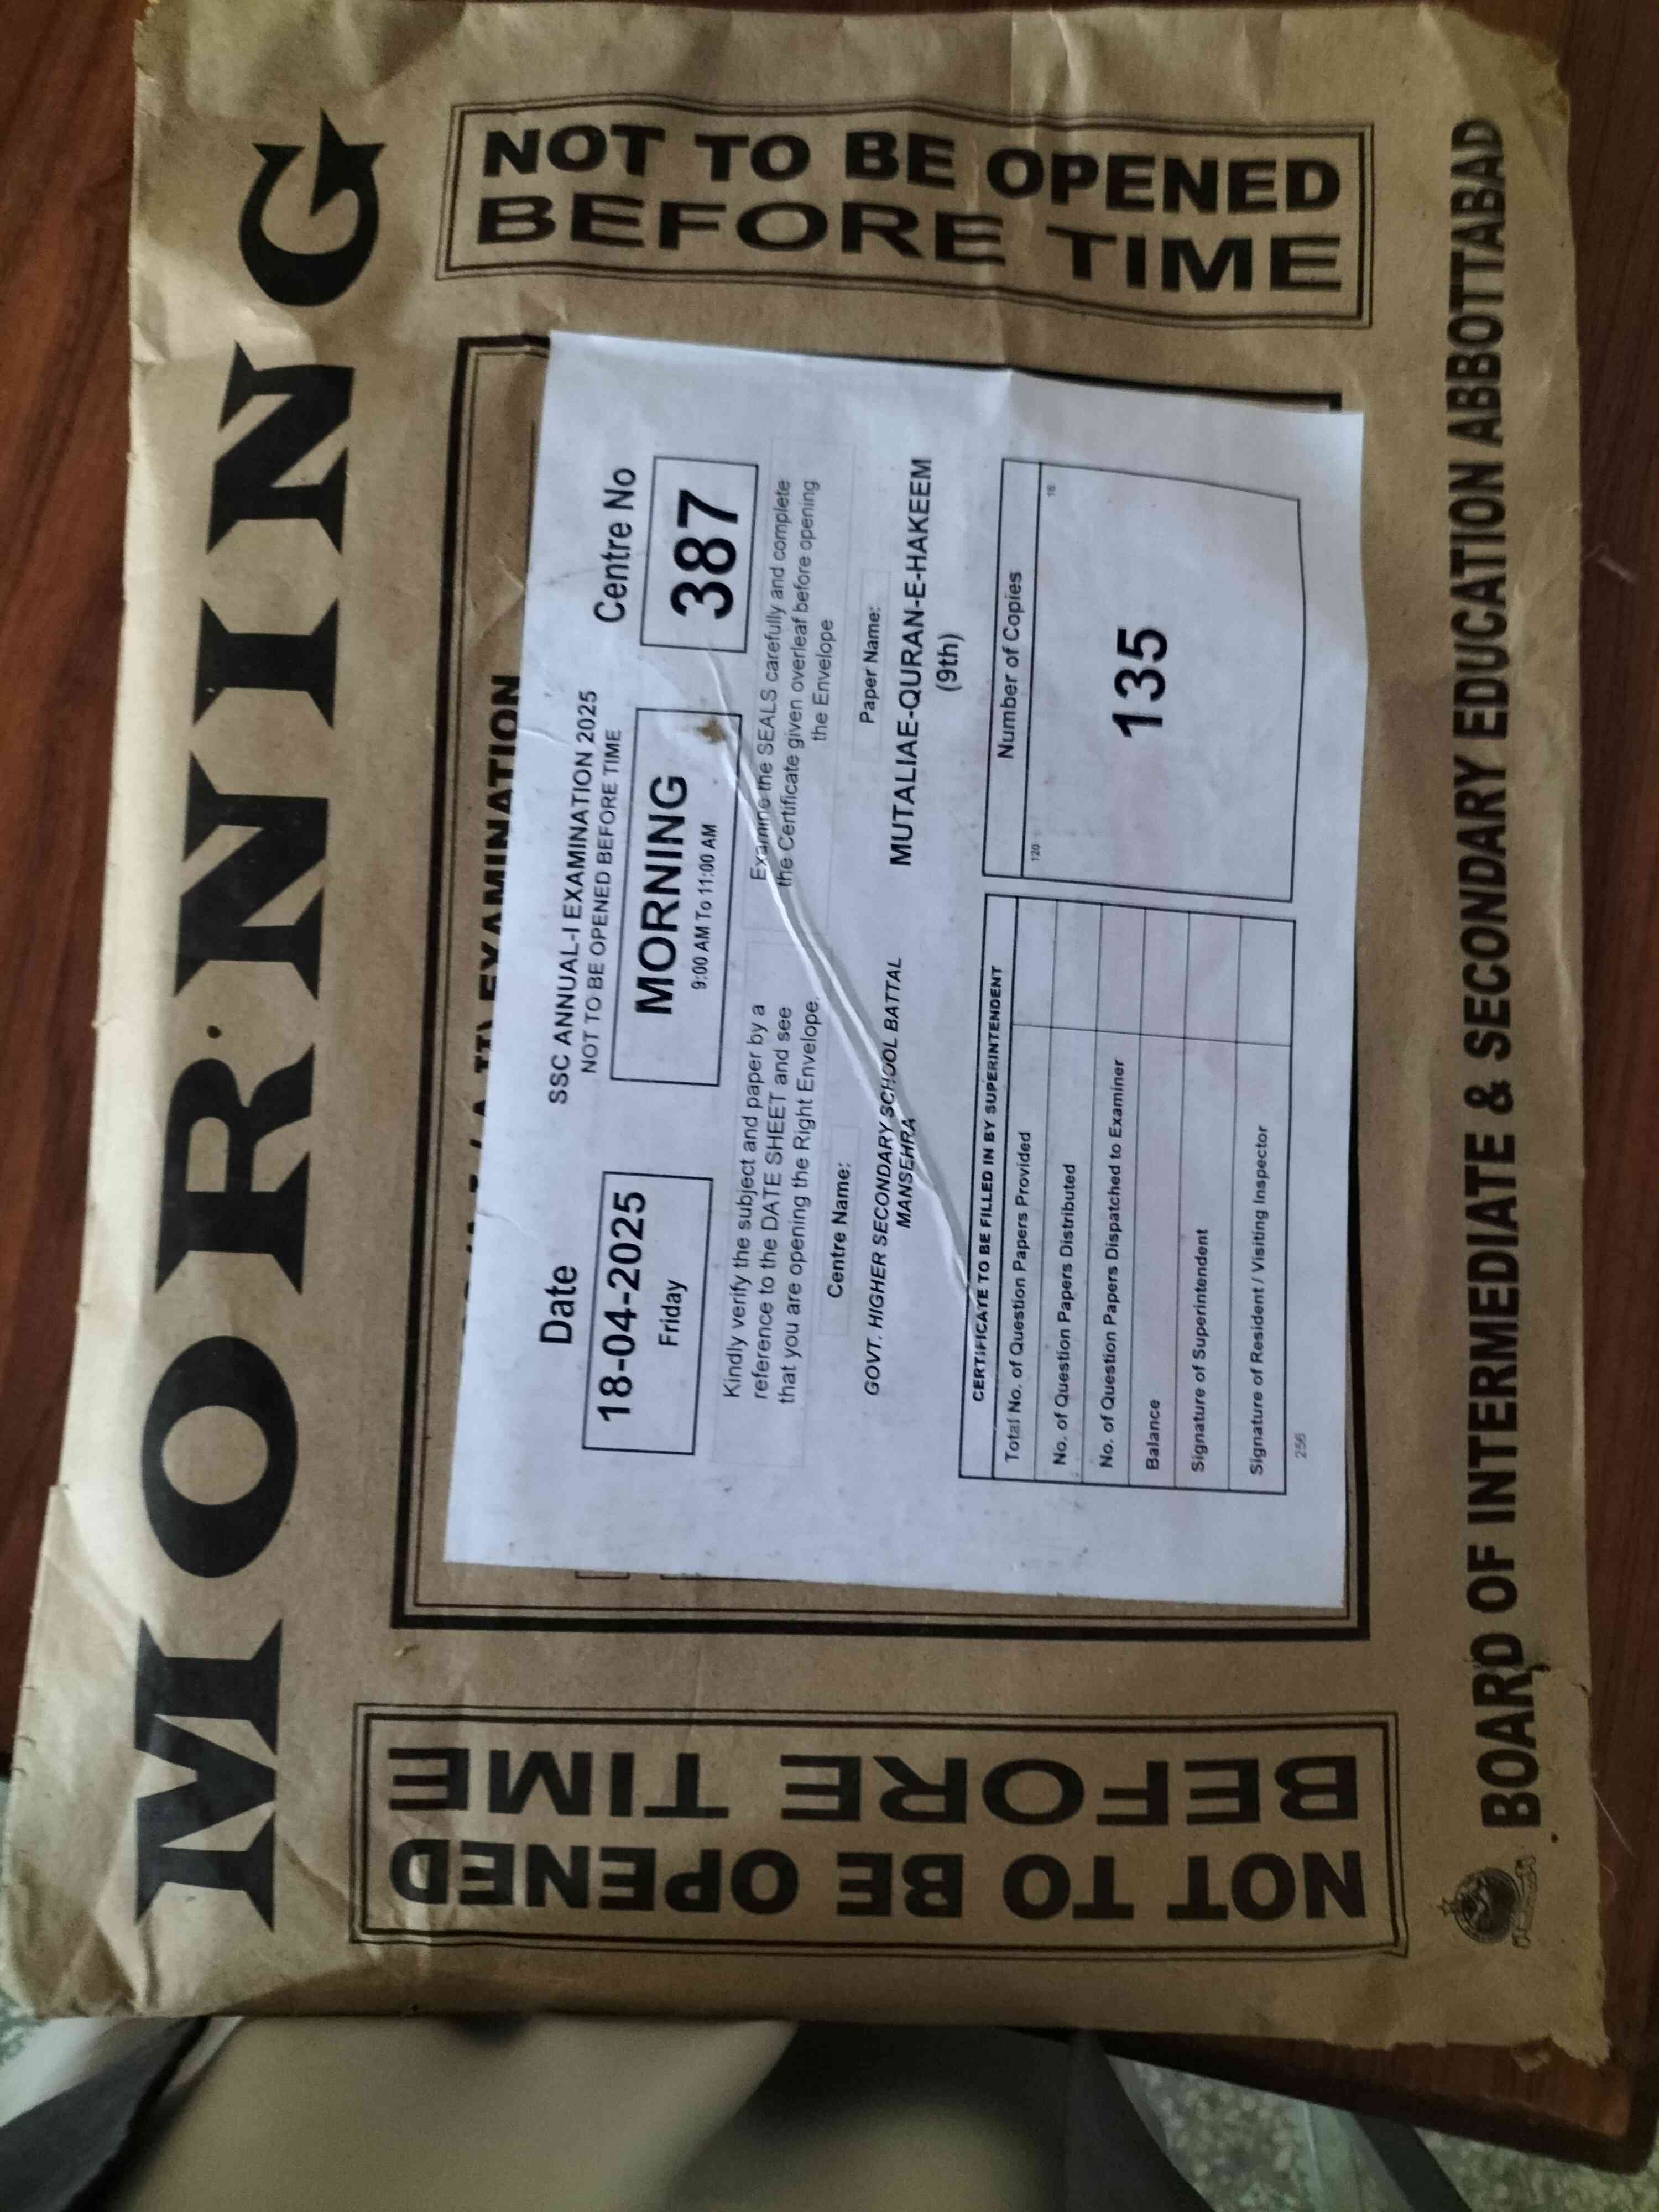 MORNING
NOT TO BE OPENED
BEFORE TIME
EXAMINATION
Date
18-04-2025
Friday
SSC ANNUAL-I EXAMINATION 2025
NOT TO BE OPENED BEFORE TIME
MORNING
9:00 AM To 11:00 AM
Centre No
387
Kindly verify the subject and paper by a
reference to the DATE SHEET and see
that you are opening the Right Envelope.
Examine the SEALS carefully and complete
the Certificate given overleaf before opening
the Envelope
Centre Name:
GOVT. HIGHER SECONDARY SCHOOL BATTAL
MANSEHRA
Paper Name:
MUTALIAE-QURAN-E-HAKEEM
(9th)
CERTIFICATE TO BE FILLED IN BY SUPERINTENDENT
Total No. of Question Papers Provided
No. of Question Papers Distributed
No. of Question Papers Dispatched to Examiner
Balance
Signature of Superintendent
Signature of Resident / Visiting Inspector
256
Number of Copies
120
15
135
NOT TO BE OPENED
BEFORE TIME
BOARD OF INTERMEDIATE & SECONDARY EDUCATION ABBOTTABAD